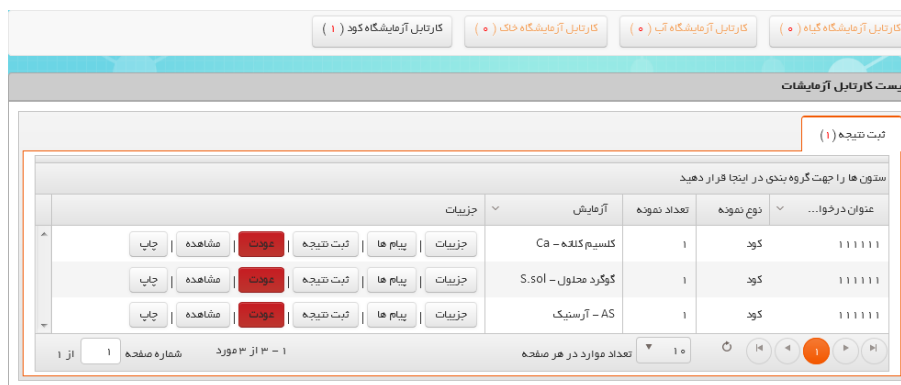 کارتابل آزمایشگاه گیاه ( ۰ ) کارتابل آزمایشگاه آب ( ۰ ) کارتابل آزمایشگاه خاک ( ۰ ) کارتابل آزمایشگاه کود ( ۱ )
یست کارتابل آزمایشات
ثبت نتیجه (۱)
ستون ها را جهت گروه بندی در اینجا قرار دهید
عنوان درخوا... نوع نمونه تعداد نمونه آزمایش جزییات
۱۱۱۱۱۱ کود ۱ کلسیم کلاته – Ca جزییات | پیام ها | ثبت نتیجه | عودت | مشاهده | چاپ
۱۱۱۱۱۱ کود ۱ گوگرد محلول – S.sol جزییات | پیام ها | ثبت نتیجه | عودت | مشاهده | چاپ
۱۱۱۱۱۱ کود ۱ AS – آرسنیک جزییات | پیام ها | ثبت نتیجه | عودت | مشاهده | چاپ
۱ ۱۰ تعداد موارد در هر صفحه ۱ – ۳ از ۳ مورد شماره صفحه ۱ از ۱